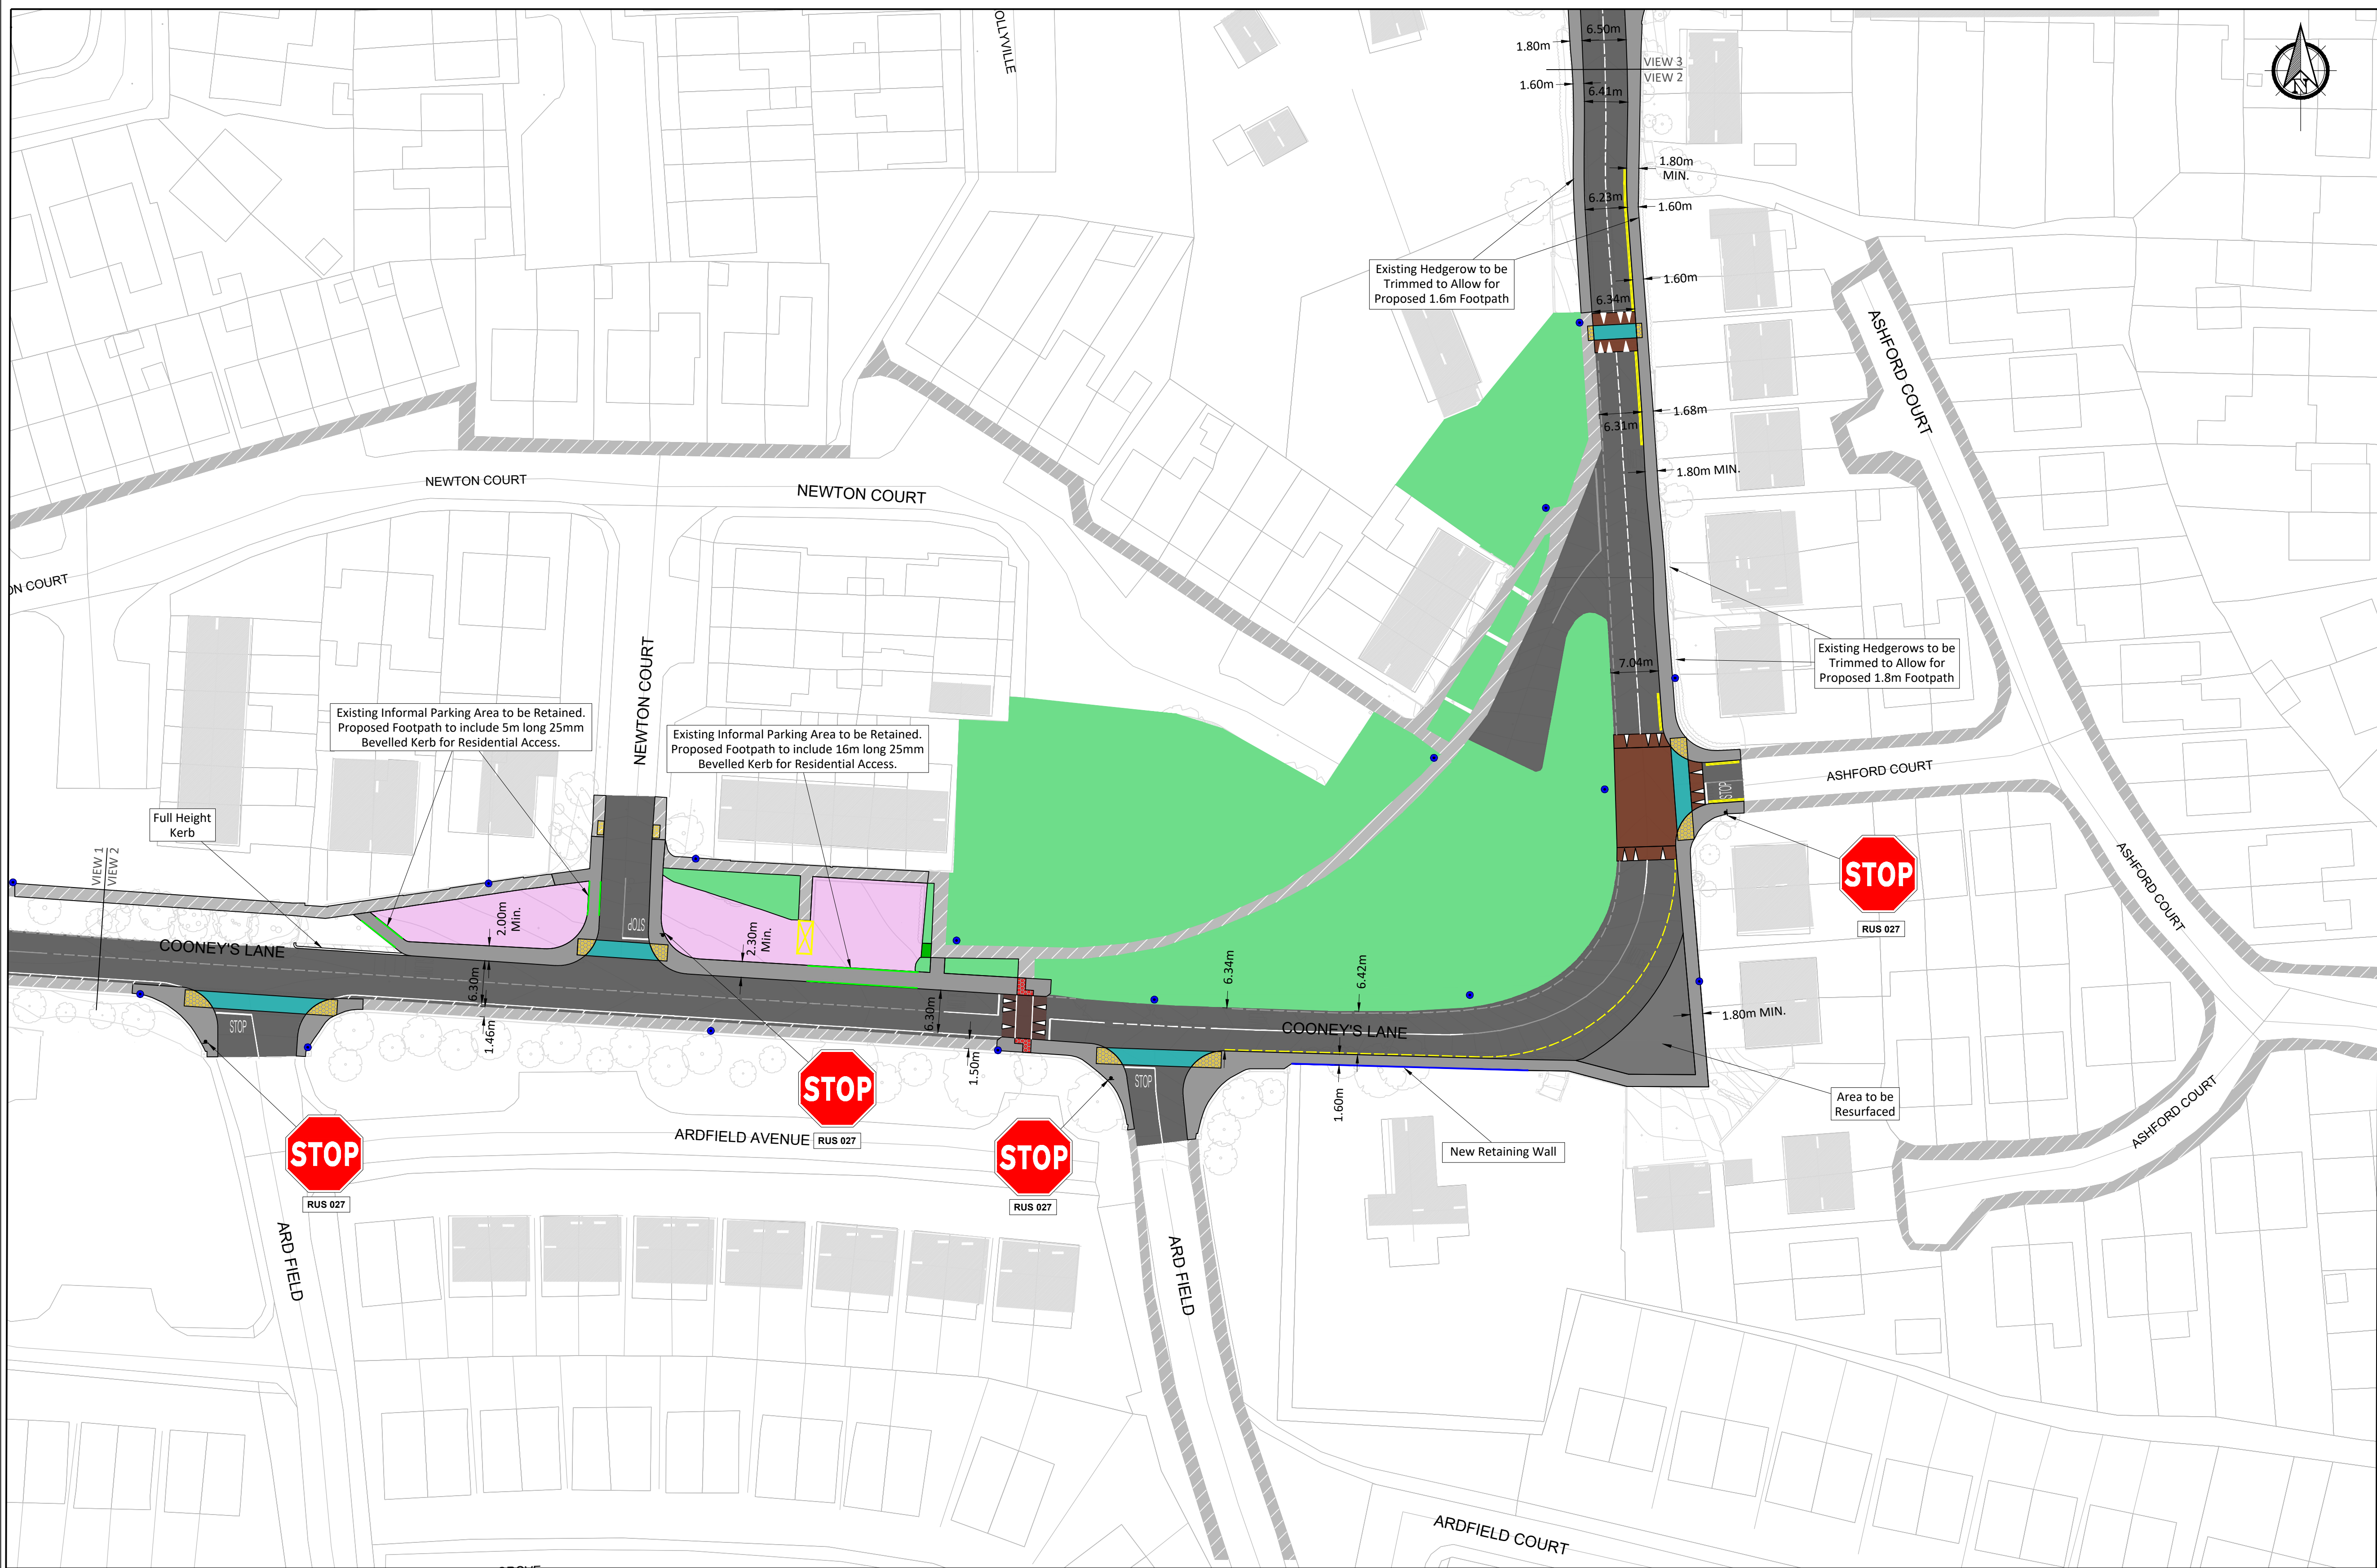 OLLYVILLE
6.50m
1.80m
VIEW 3
VIEW 2
1.60m
6.41m
N
1.80m
MIN.
6.23m
1.60m
Existing Hedgerow to be
Trimmed to Allow for
Proposed 1.6m Footpath
1.60m
6.34m
ASHFORD COURT
1.68m
6.31m
1.80m MIN.
NEWTON COURT
NEWTON COURT
ON COURT
NEWTON COURT
Existing Hedgerows to be
Trimmed to Allow for
Proposed 1.8m Footpath
7.04m
Existing Informal Parking Area to be Retained.
Proposed Footpath to include 5m long 25mm
Bevelled Kerb for Residential Access.
Existing Informal Parking Area to be Retained.
Proposed Footpath to include 16m long 25mm
Bevelled Kerb for Residential Access.
ASHFORD COURT
STOP
Full Height
Kerb
VIEW 1
VIEW 2
STOP
RUS 027
ASHFORD COURT
2.00m
Min.
STOP
2.30m
Min.
COONEY'S LANE
6.30m
1.46m
6.30m
1.50m
6.34m
6.42m
COONEY'S LANE
1.80m MIN.
STOP
STOP
1.60m
STOP
RUS 027
ARDFIELD AVENUE
STOP
RUS 027
STOP
RUS 027
New Retaining Wall
Area to be
Resurfaced
ASHFORD COURT
ARD FIELD
ARD FIELD
ARDFIELD COURT